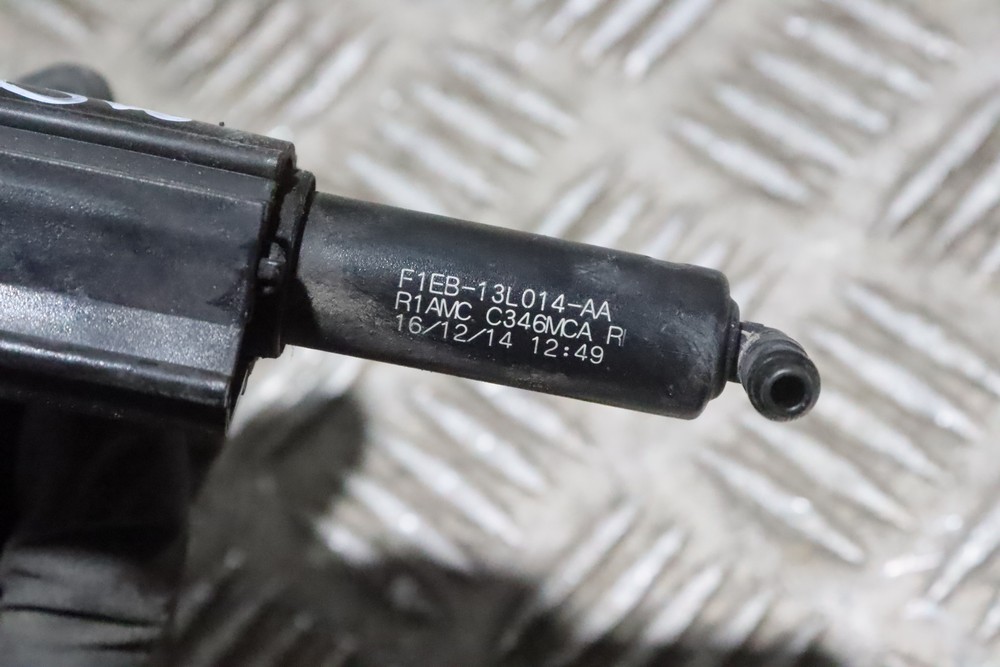 F1EB-13L014-AA
R1AMC C346MCA R
16/12/14 12:49